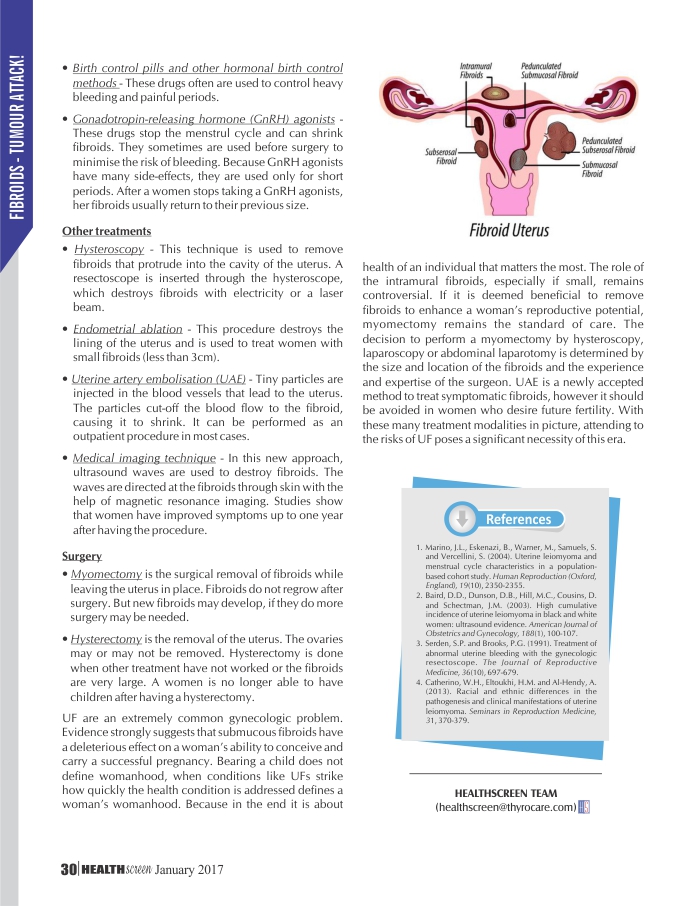 FIBROIDS - TUMOUR ATTACK!
• Birth control pills and other hormonal birth control
methods - These drugs often are used to control heavy
bleeding and painful periods.
• Gonadotropin-releasing hormone (GnRH) agonists -
These drugs stop the menstrul cycle and can shrink
fibroids. They sometimes are used before surgery to
minimise the risk of bleeding. Because GnRH agonists
have many side-effects, they are used only for short
periods. After a women stops taking a GnRH agonists,
her fibroids usually return to their previous size.
Other treatments
• Hysteroscopy - This technique is used to remove
fibroids that protrude into the cavity of the uterus. A
resectoscope is inserted through the hysteroscope,
which destroys fibroids with electricity or a laser
beam.
• Endometrial ablation - This procedure destroys the
lining of the uterus and is used to treat women with
small fibroids (less than 3cm).
• Uterine artery embolisation (UAE) - Tiny particles are
injected in the blood vessels that lead to the uterus.
The particles cut-off the blood flow to the fibroid,
causing it to shrink. It can be performed as an
outpatient procedure in most cases.
• Medical imaging technique - In this new approach,
ultrasound waves are used to destroy fibroids. The
waves are directed at the fibroids through skin with the
help of magnetic resonance imaging. Studies show
that women have improved symptoms up to one year
after having the procedure.
Surgery
• Myomectomy is the surgical removal of fibroids while
leaving the uterus in place. Fibroids do not regrow after
surgery. But new fibroids may develop, if they do more
surgery may be needed.
• Hysterectomy is the removal of the uterus. The ovaries
may or may not be removed. Hysterectomy is done
when other treatment have not worked or the fibroids
are very large. A women is no longer able to have
children after having a hysterectomy.
UF are an extremely common gynecologic problem.
Evidence strongly suggests that submucous fibroids have
a deleterious effect on a woman's ability to conceive and
carry a successful pregnancy. Bearing a child does not
define womanhood, when conditions like UFs strike
how quickly the health condition is addressed defines a
woman's womanhood. Because in the end it is about
Intramural
Fibroids
Pedunculated
Submucosal Fibroid
Subserosal
Fibroid
Pedunculated
Subserosal Fibroid
Submucosal
Fibroid
Fibroid Uterus
health of an individual that matters the most. The role of
the intramural fibroids, especially if small, remains
controversial. If it is deemed beneficial to remove
fibroids to enhance a woman's reproductive potential,
myomectomy remains the standard of care. The
decision to perform a myomectomy by hysteroscopy,
laparoscopy or abdominal laparotomy is determined by
the size and location of the fibroids and the experience
and expertise of the surgeon. UAE is a newly accepted
method to treat symptomatic fibroids, however it should
be avoided in women who desire future fertility. With
these many treatment modalities in picture, attending to
the risks of UF poses a significant necessity of this era.
References
1. Marino, J.L., Eskenazi, B., Warner, M., Samuels, S.
and Vercellini, S. (2004). Uterine leiomyoma and
menstrual cycle characteristics in a population-
based cohort study. Human Reproduction (Oxford,
England), 19(10), 2350-2355.
2. Baird, D.D., Dunson, D.B., Hill, M.C., Cousins, D.
and Schectman, J.M. (2003). High cumulative
incidence of uterine leiomyoma in black and white
women: ultrasound evidence. American Journal of
Obstetrics and Gynecology, 188(1), 100-107.
3. Serden, S.P. and Brooks, P.G. (1991). Treatment of
abnormal uterine bleeding with the gynecologic
resectoscope. The Journal of Reproductive
Medicine, 36(10), 697-679.
4. Catherino, W.H., Eltoukhi, H.M. and Al-Hendy, A.
(2013). Racial and ethnic differences in the
pathogenesis and clinical manifestations of uterine
leiomyoma. Seminars in Reproduction Medicine,
31, 370-379.
HEALTHSCREEN TEAM
(healthscreen@thyrocare.com) HS
30 HEALTHscreen January 2017